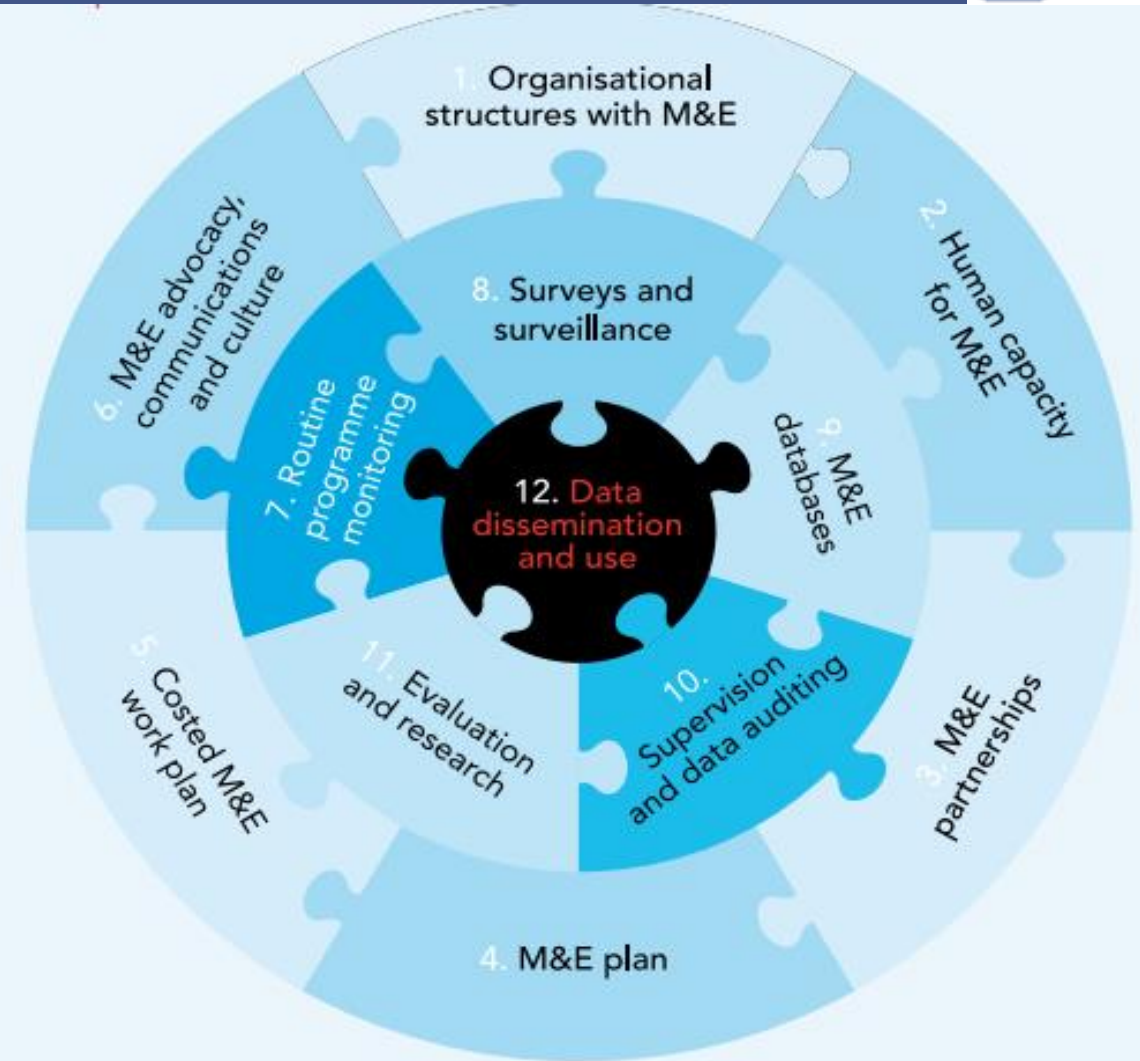 1. Organisational
structures with M&E
2. Human capacity
for M&E
3. M&E
partnerships
4. M&E plan
5. Costed M&E
work plan
6. M&E advocacy,
communications
and culture
7. Routine
programme
monitoring
8. Surveys and
surveillance
9. M&E
databases
10.
Supervision
and data auditing
11. Evaluation
and research
12. Data
dissemination
and use